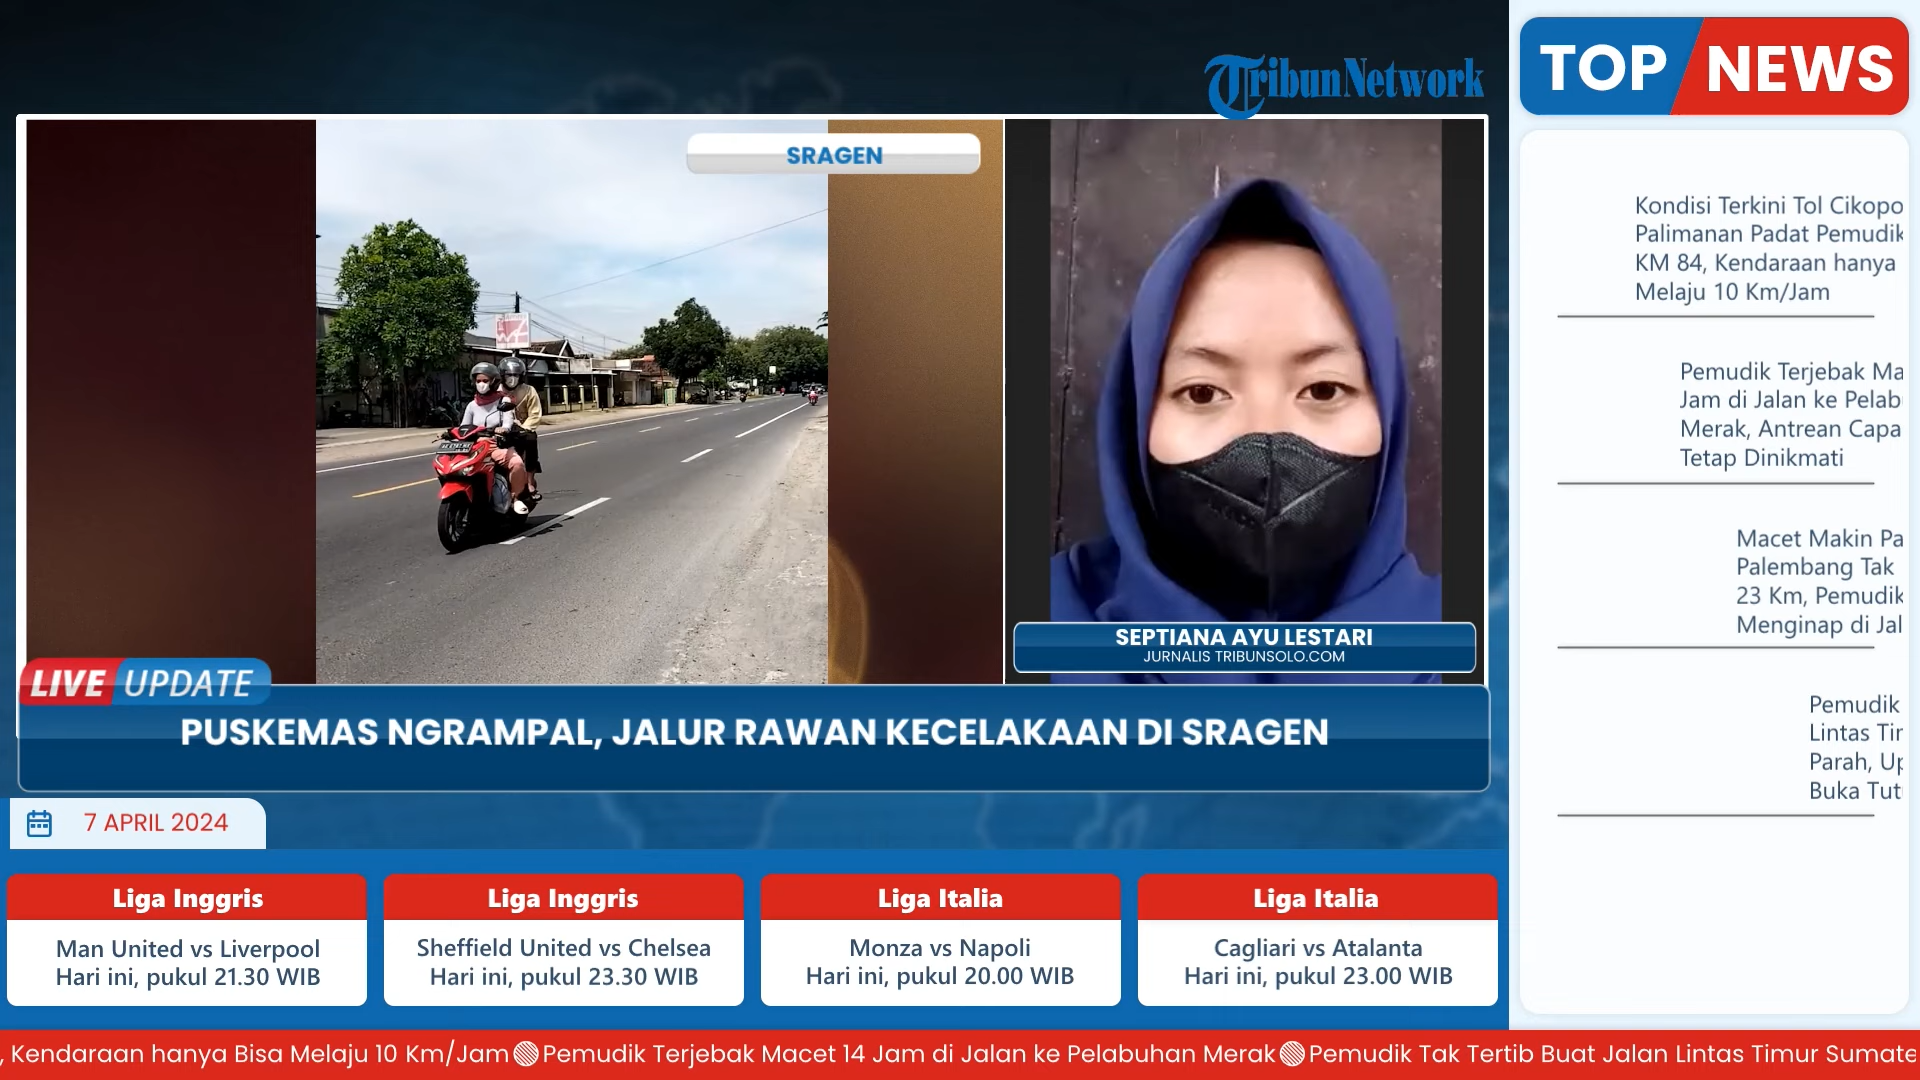 TribunNetwork
TOP NEWS
SRAGEN
SEPTIANA AYU LESTARI
JURNALIS TRIBUNSOLO.COM
LIVE UPDATE
PUSKEMAS NGRAMPAL, JALUR RAWAN KECELAKAAN DI SRAGEN
7 APRIL 2024
Kondisi Terkini Tol Cikopo
Palimanan Padat Pemudik
KM 84, Kendaraan hanya
Melaju 10 Km/Jam
Pemudik Terjebak Ma
Jam di Jalan ke Pelab
Merak, Antrean Capa
Tetap Dinikmati
Macet Makin Pa
Palembang Tak
23 Km, Pemudik
Menginap di Jal
Pemudik
Lintas Tim
Parah, Up
Buka Tut
Liga Inggris
Man United vs Liverpool
Hari ini, pukul 21.30 WIB
Liga Inggris
Sheffield United vs Chelsea
Hari ini, pukul 23.30 WIB
Liga Italia
Monza vs Napoli
Hari ini, pukul 20.00 WIB
Liga Italia
Cagliari vs Atalanta
Hari ini, pukul 23.00 WIB
, Kendaraan hanya Bisa Melaju 10 Km/Jam Pemudik Terjebak Macet 14 Jam di Jalan ke Pelabuhan Merak Pemudik Tak Tertib Buat Jalan Lintas Timur Sumate